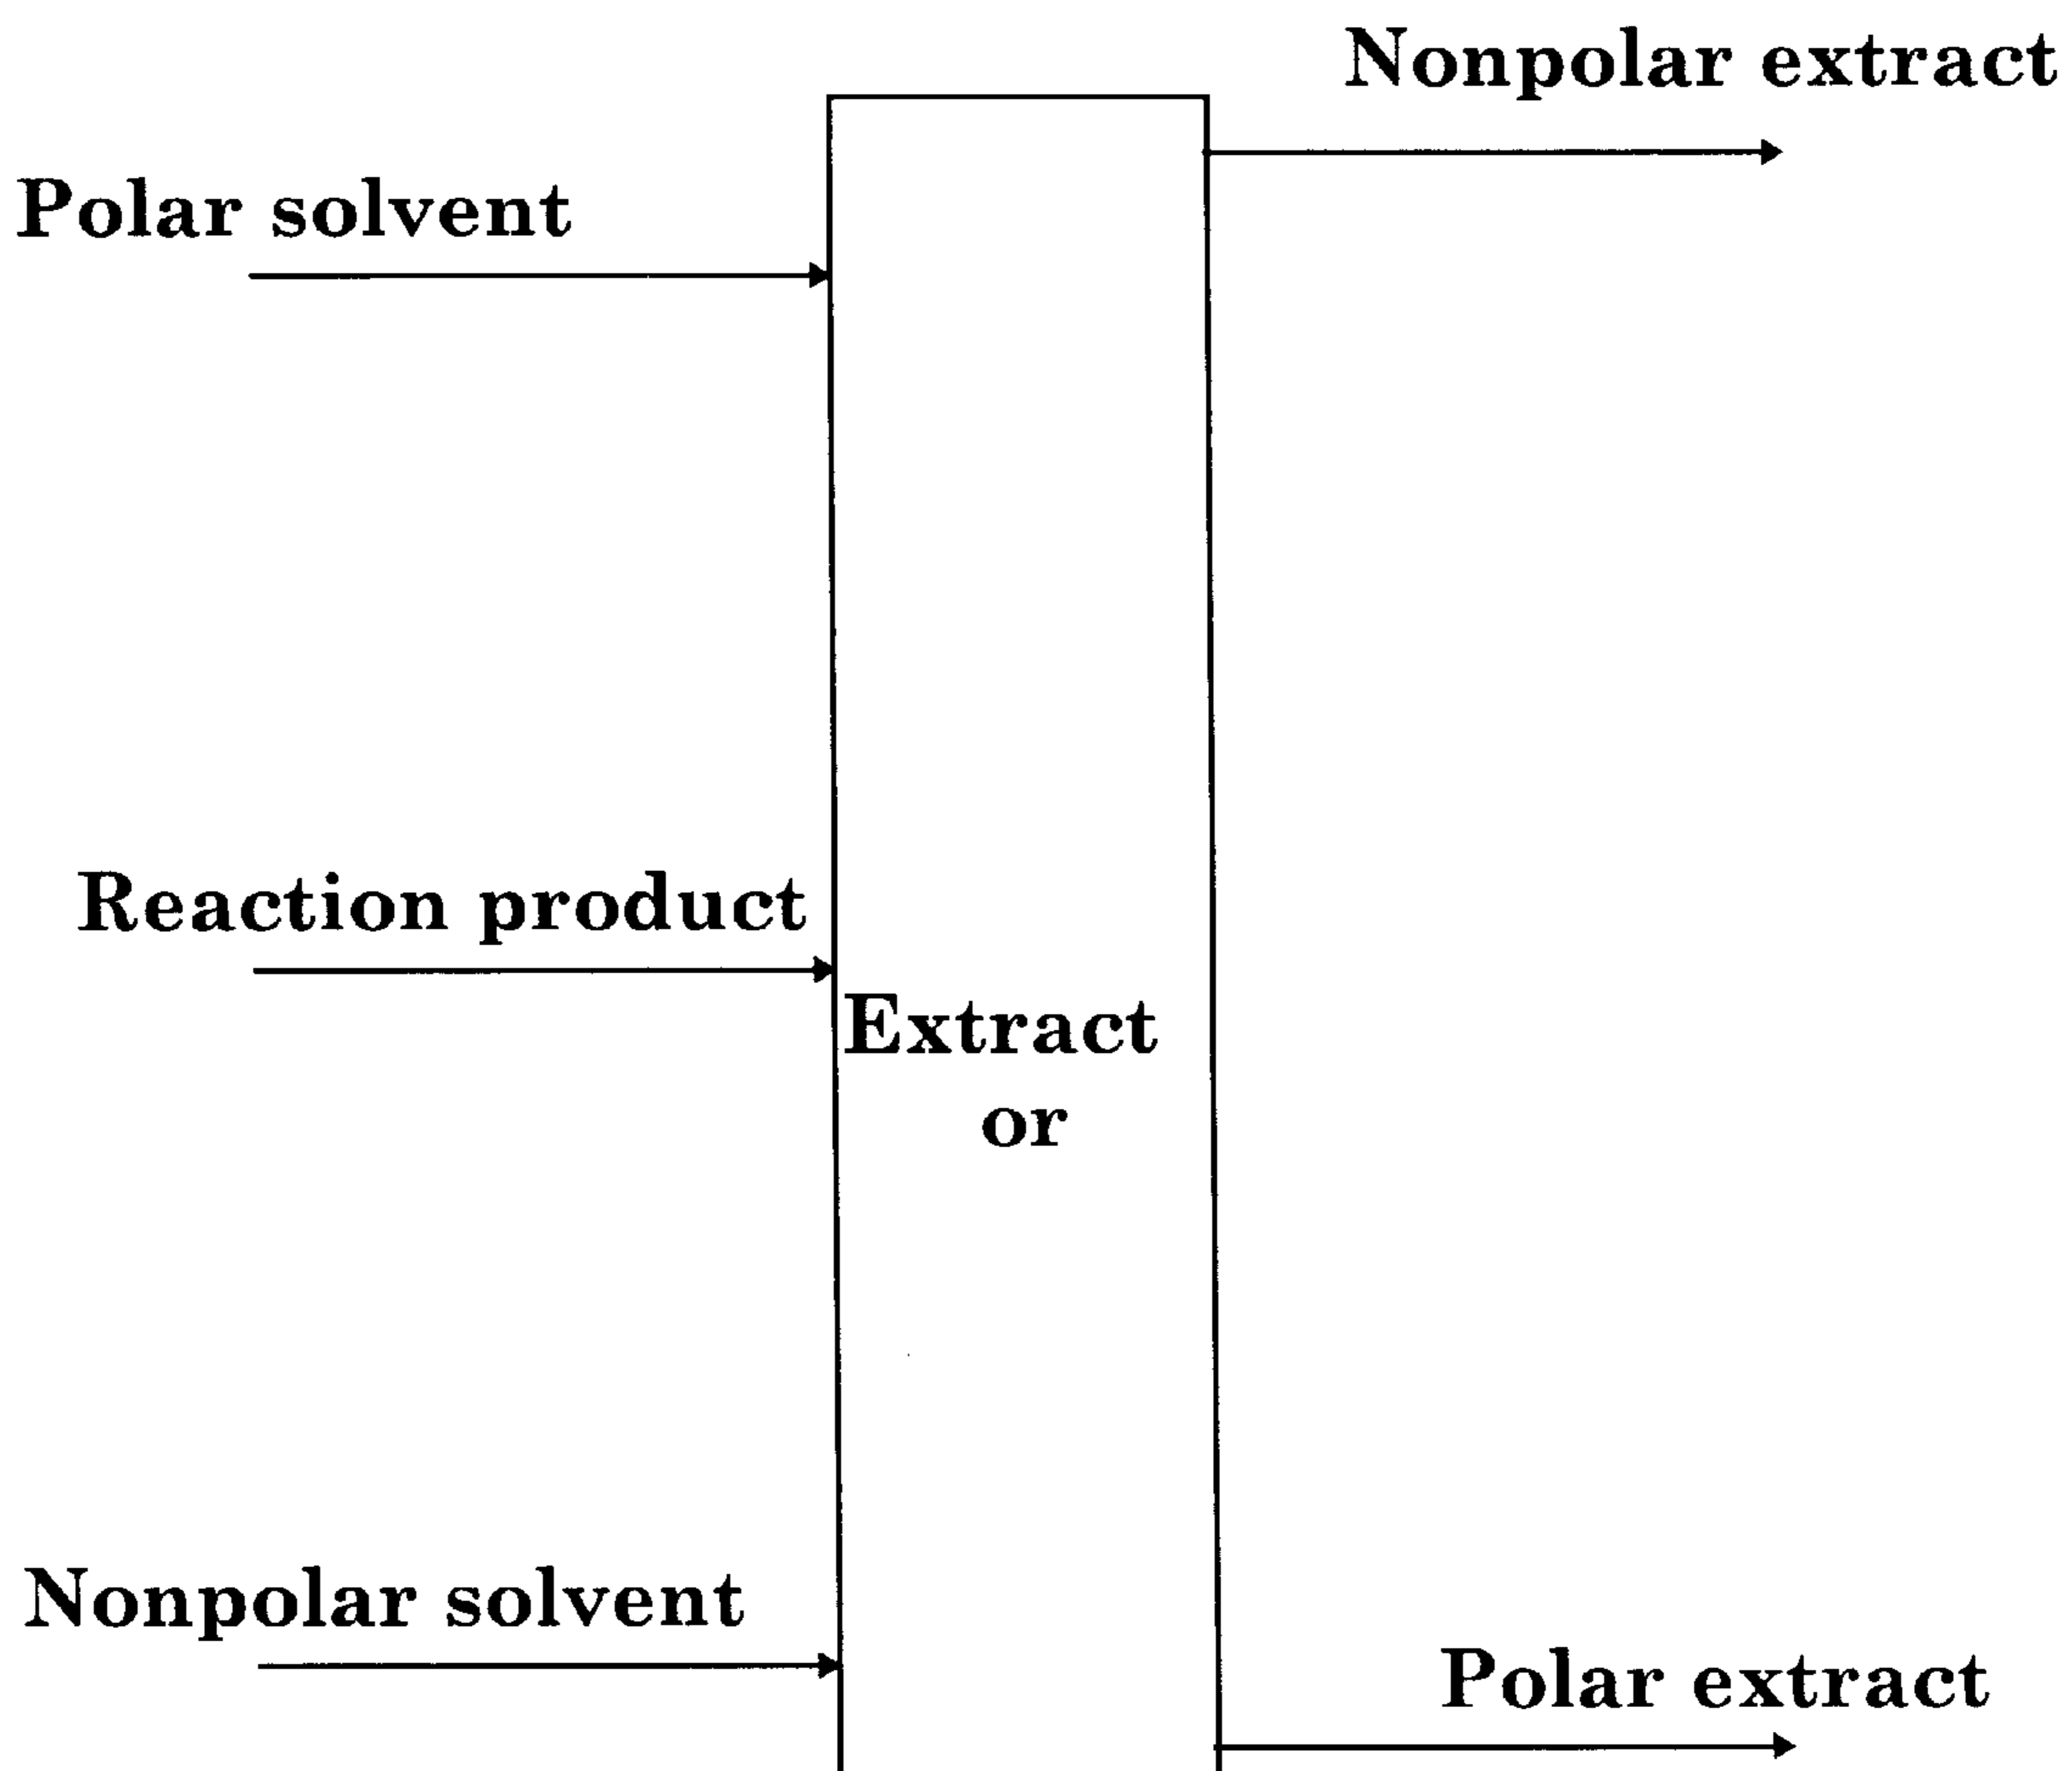 Nonpolar extract
Polar solvent
Reaction product
Extract
or
Nonpolar solvent
Polar extract